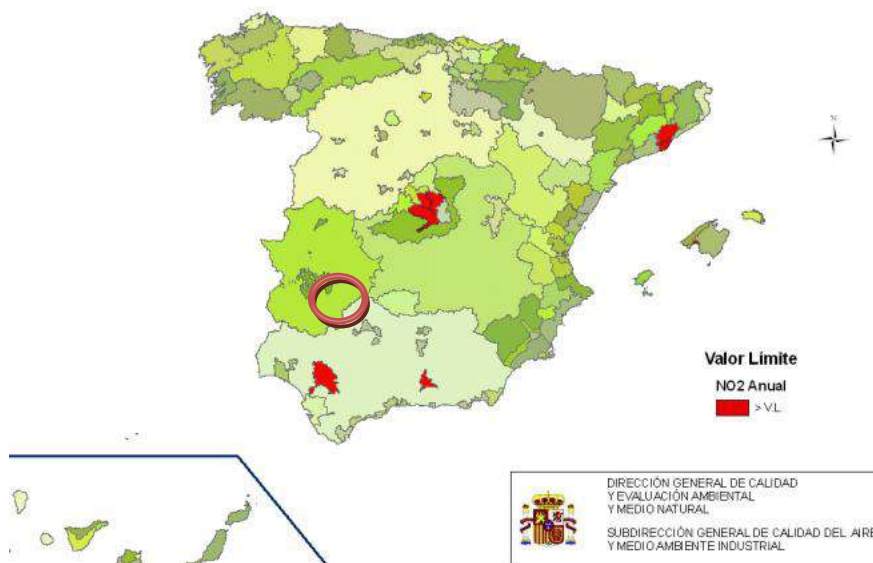 N
Valor Límite
NO2 Anual
> V.L.
DIRECCIÓN GENERAL DE CALIDAD
Y EVALUACIÓN AMBIENTAL
Y MEDIO NATURAL
SUBDIRECCIÓN GENERAL DE CALIDAD DEL AIRE
Y MEDIO AMBIENTE INDUSTRIAL